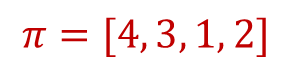 π = [4, 3, 1, 2]